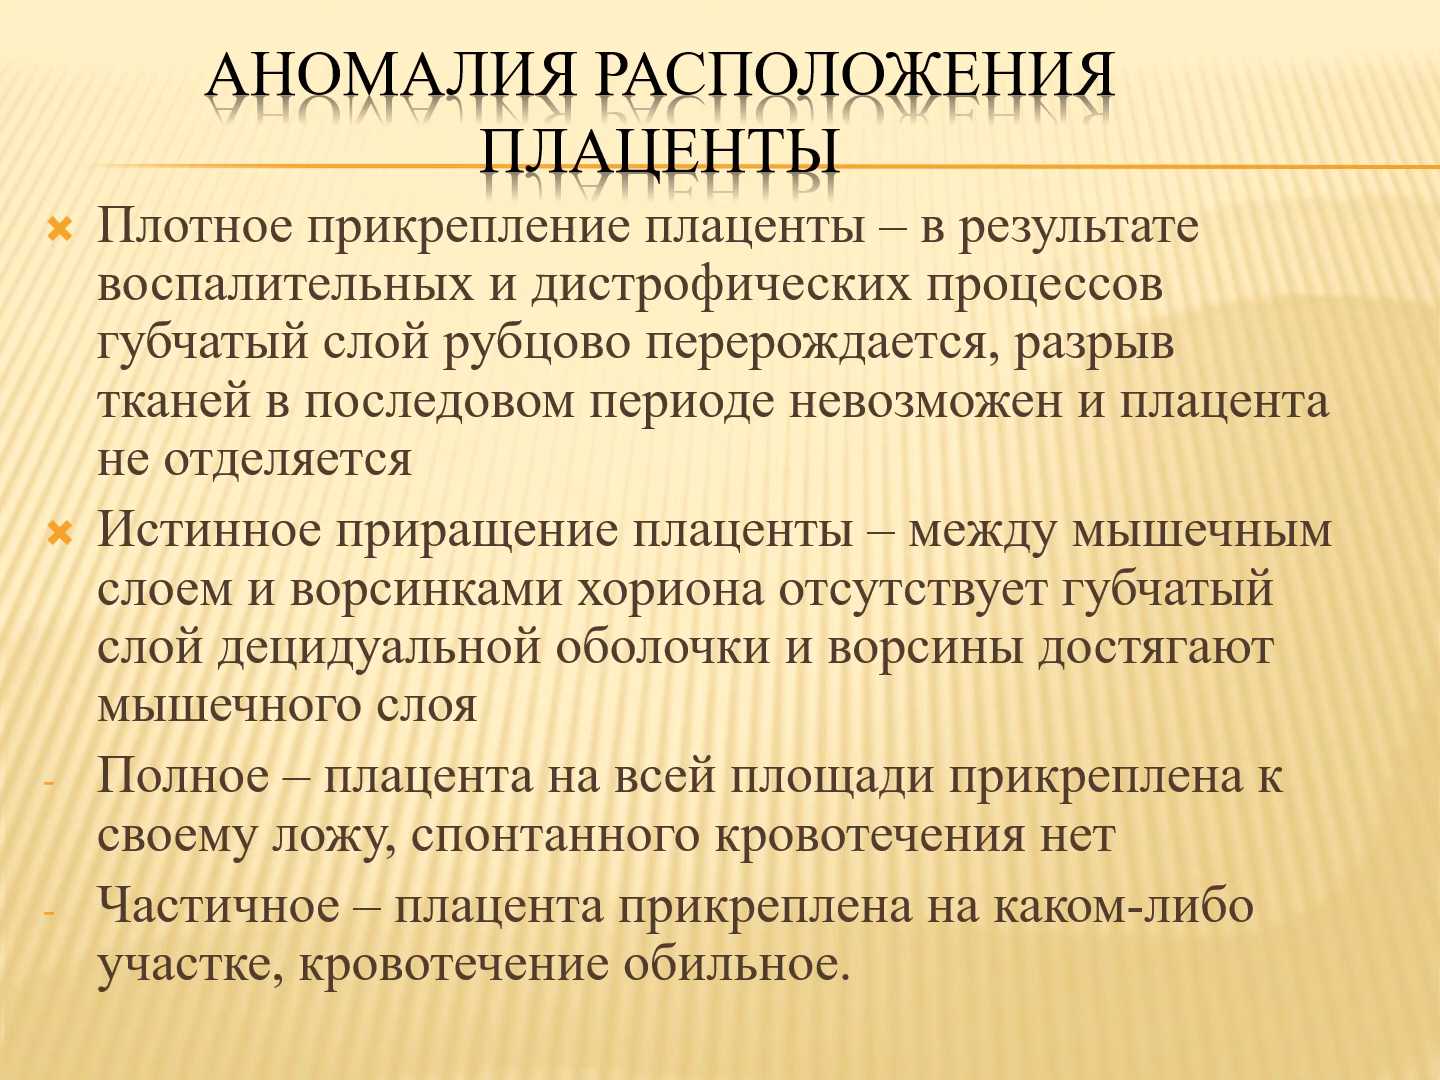 АНОМАЛИЯ РАСПОЛОЖЕНИЯ
ПЛАЦЕНТЫ
Плотное прикрепление плаценты – в результате
воспалительных и дистрофических процессов
губчатый слой рубцово перерождается, разрыв
тканей в последовом периоде невозможен и плацента
не отделяется
Истинное приращение плаценты – между мышечным
слоем и ворсинками хориона отсутствует губчатый
слой децидуальной оболочки и ворсины достягают
мышечного слоя
- Полное – плацента на всей площади прикреплена к
своему ложу, спонтанного кровотечения нет
- Частичное – плацента прикреплена на каком-либо
участке, кровотечение обильное.